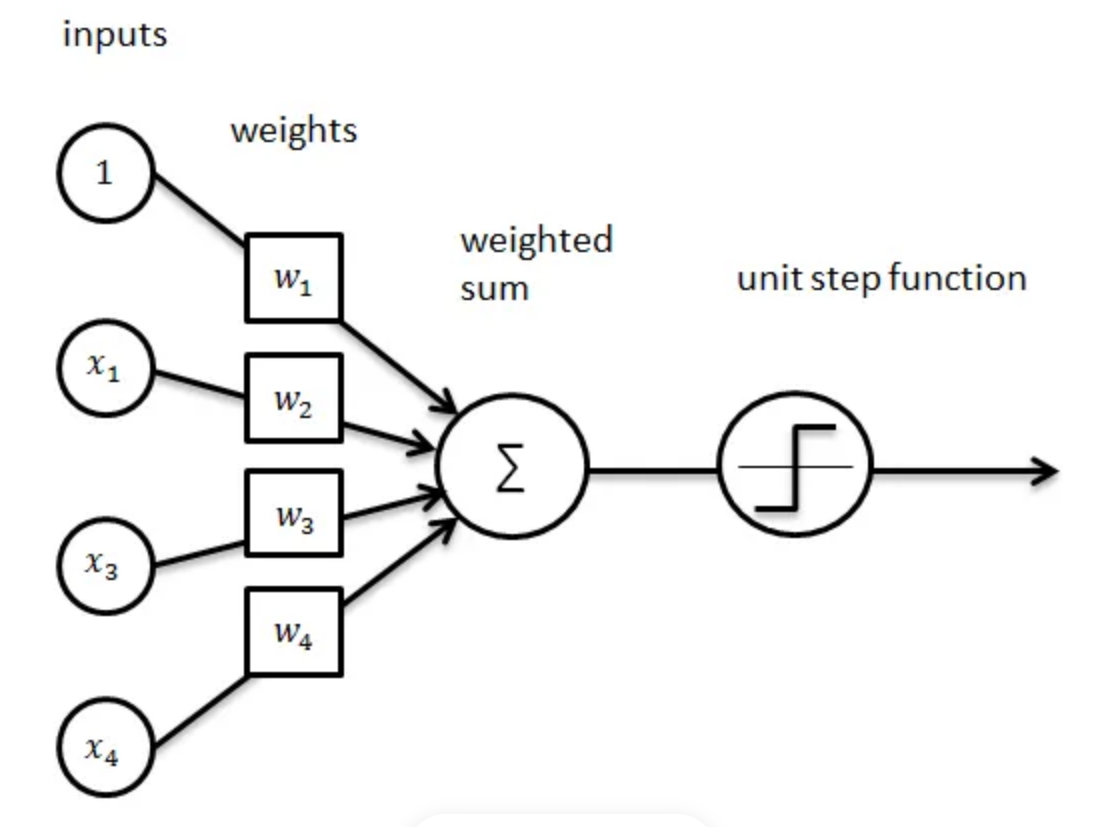 inputs
weights
1
w₁
weighted
sum
unit step function
x₁
w₂
∑
w₃
x₃
w₄
x₄